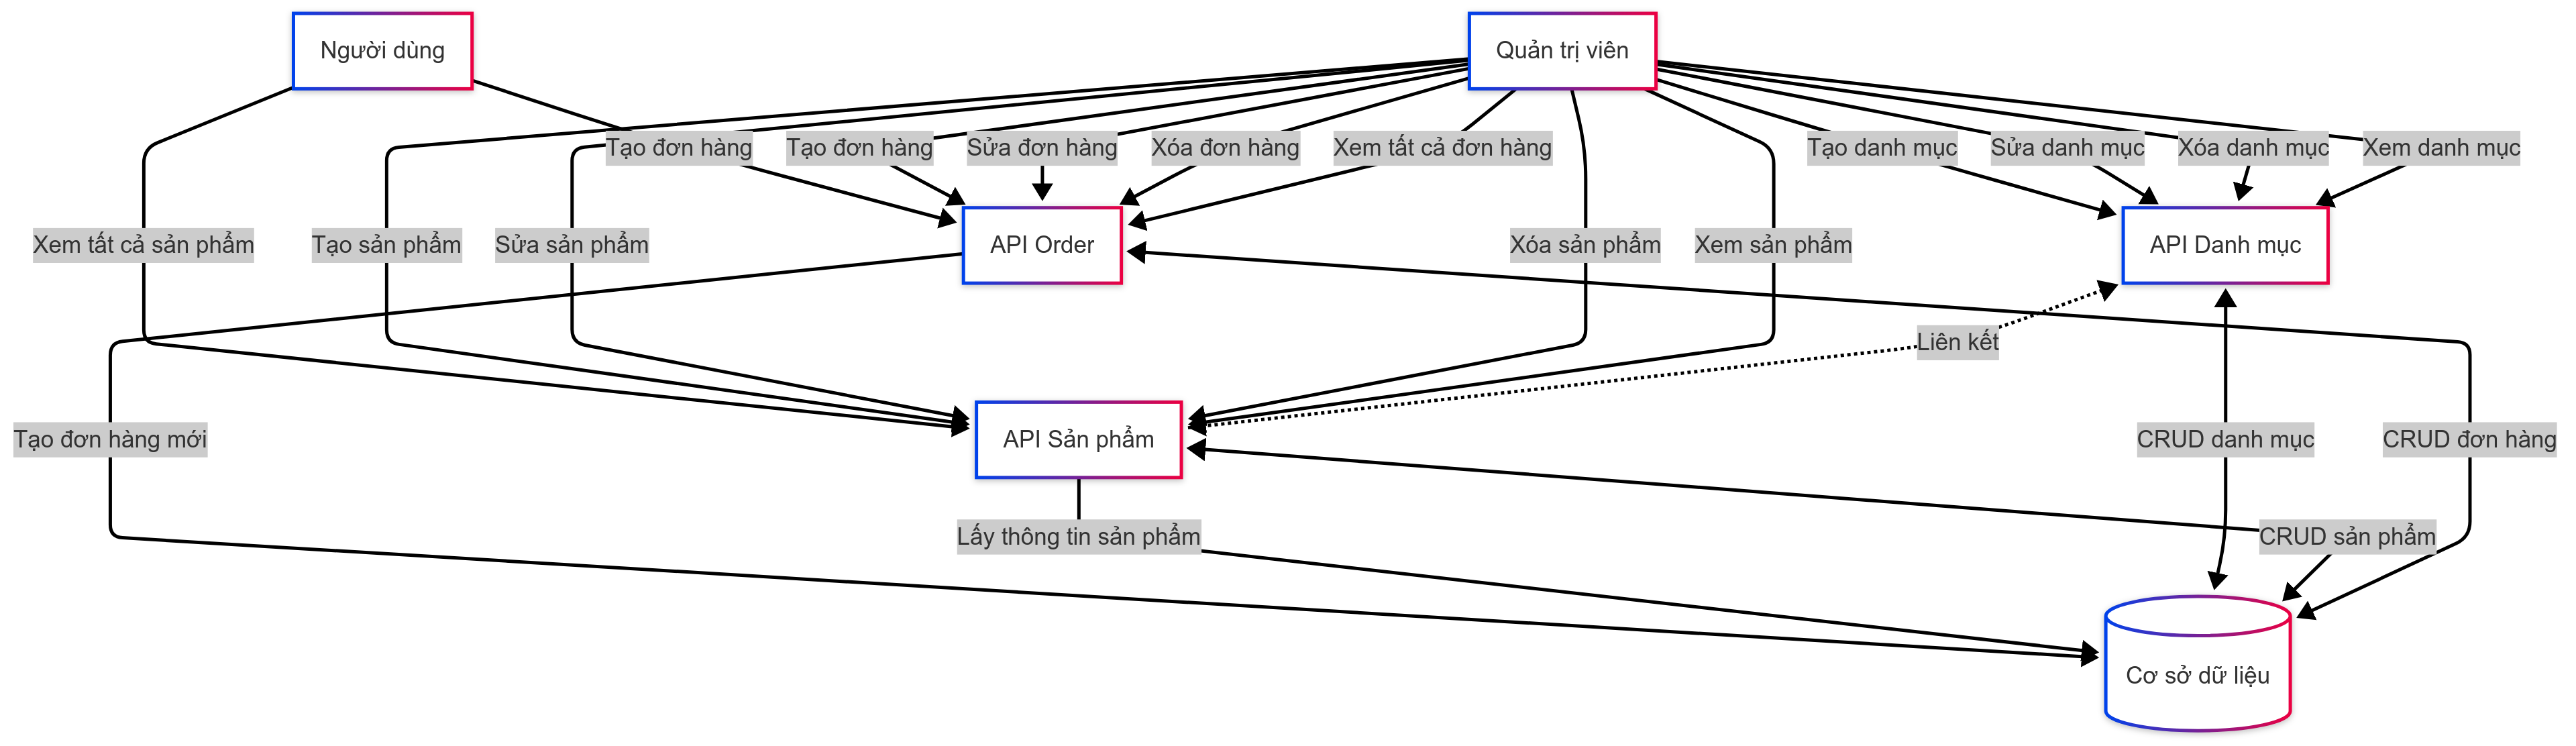 Người dùng
Quản trị viên
Tạo đơn hàng
Tạo đơn hàng
Sửa đơn hàng
Xóa đơn hàng
Xem tất cả đơn hàng
Tạo danh mục
Sửa danh mục
Xóa danh mục
Xem danh mục
Xem tất cả sản phẩm
Tạo sản phẩm
Sửa sản phẩm
API Order
Xóa sản phẩm
Xem sản phẩm
API Danh mục
Liên kết
Tạo đơn hàng mới
API Sản phẩm
CRUD danh mục
CRUD đơn hàng
Lấy thông tin sản phẩm
CRUD sản phẩm
Cơ sở dữ liệu